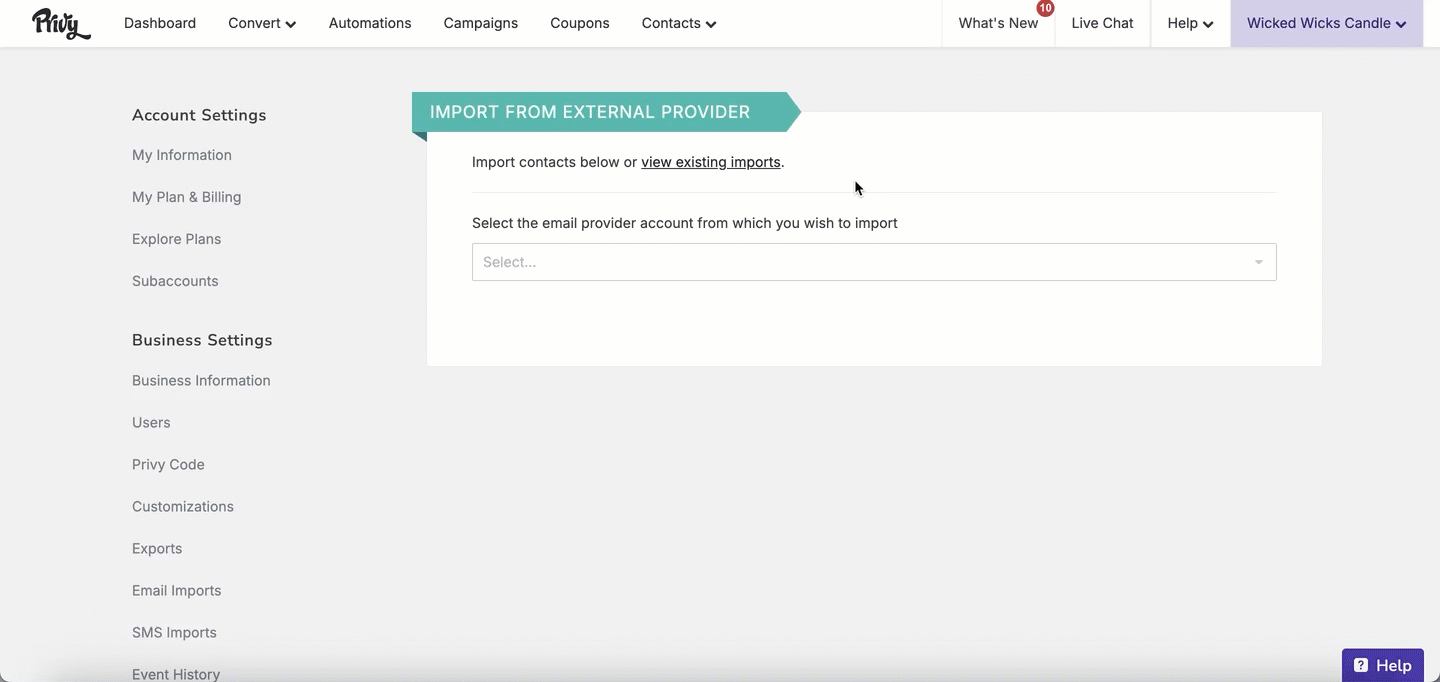 Privy Dashboard Convert Automations Campaigns Coupons Contacts What's New 10 Live Chat Help Wicked Wicks Candle
Account Settings
My Information
My Plan & Billing
Explore Plans
Subaccounts
Business Settings
Business Information
Users
Privy Code
Customizations
Exports
Email Imports
SMS Imports
Event History
IMPORT FROM EXTERNAL PROVIDER
Import contacts below or view existing imports.
Select the email provider account from which you wish to import
Select...
? Help